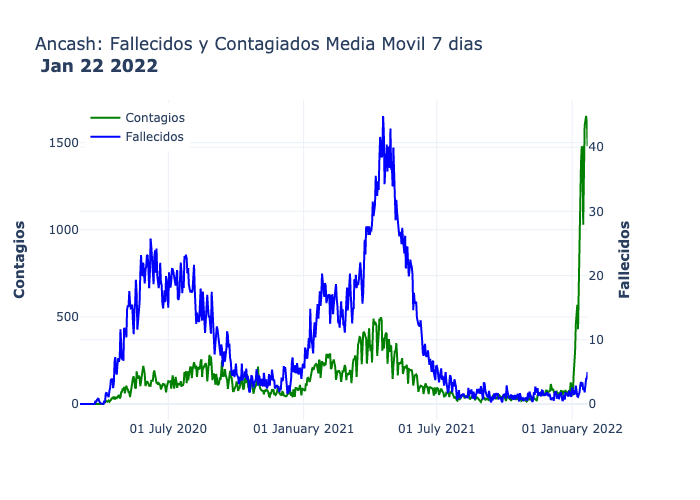 Ancash: Fallecidos y Contagiados Media Movil 7 dias
Jan 22 2022
Contagios
Fallecidos
1500
1000
500
0
Contagios
40
30
20
10
0
Fallecidos
01 July 2020
01 January 2021
01 July 2021
01 January 2022